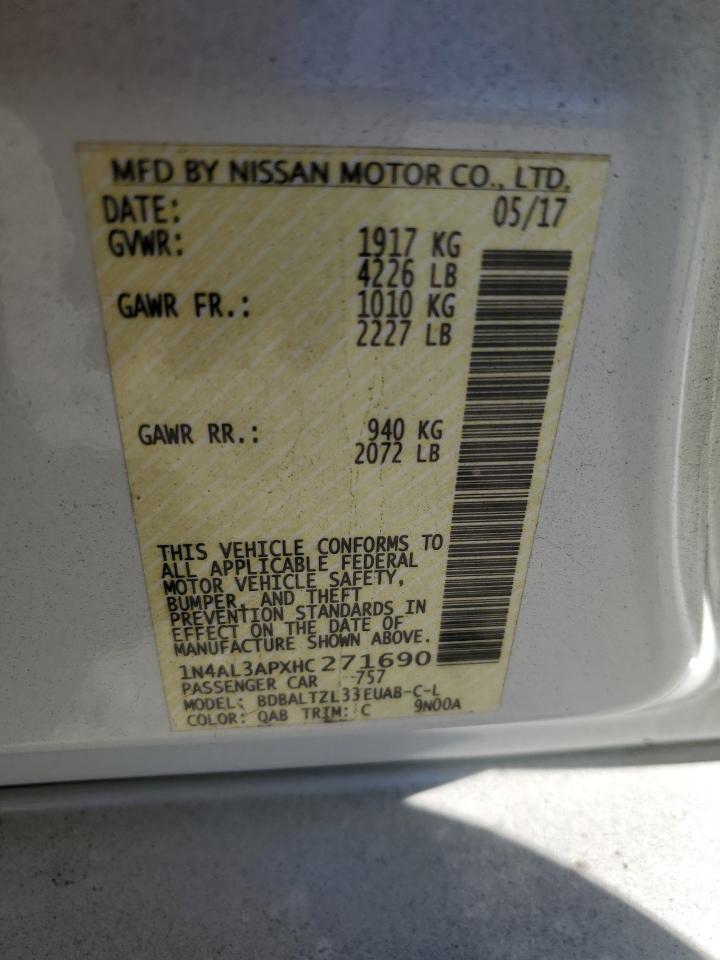 MFD BY NISSAN MOTOR CO., LTD.
DATE: 05/17
GVWR: 1917 KG
4226 LB
GAWR FR.: 1010 KG
2227 LB
GAWR RR.: 940 KG
2072 LB
THIS VEHICLE CONFORMS TO
ALL APPLICABLE FEDERAL
MOTOR VEHICLE SAFETY,
BUMPER, AND THEFT
PREVENTION STANDARDS IN
EFFECT ON THE DATE OF
MANUFACTURE SHOWN ABOVE.
1N4AL3APXHC271690
PASSENGER CAR -757
MODEL: BDBALTZL33EUAB-C-L
COLOR: QAB TRIM: C 9N00A